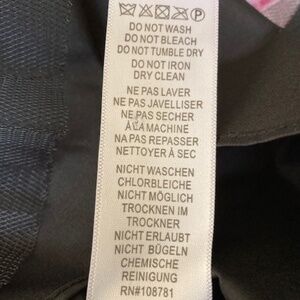 DO NOT WASH
DO NOT BLEACH
DO NOT TUMBLE DRY
DO NOT IRON
DRY CLEAN
NE PAS LAVER
NE PAS JAVELLISER
NE PAS SECHER
À LA MACHINE
NA PAS REPASSER
NETTOYER À SEC
NICHT WASCHEN
CHLORBLEICHE
NICHT MÖGLICH
TROCKNEN IM
TROCKNER
NICHT ERLAUBT
NICHT BÜGELN
CHEMISCHE
REINIGUNG
RN#108781